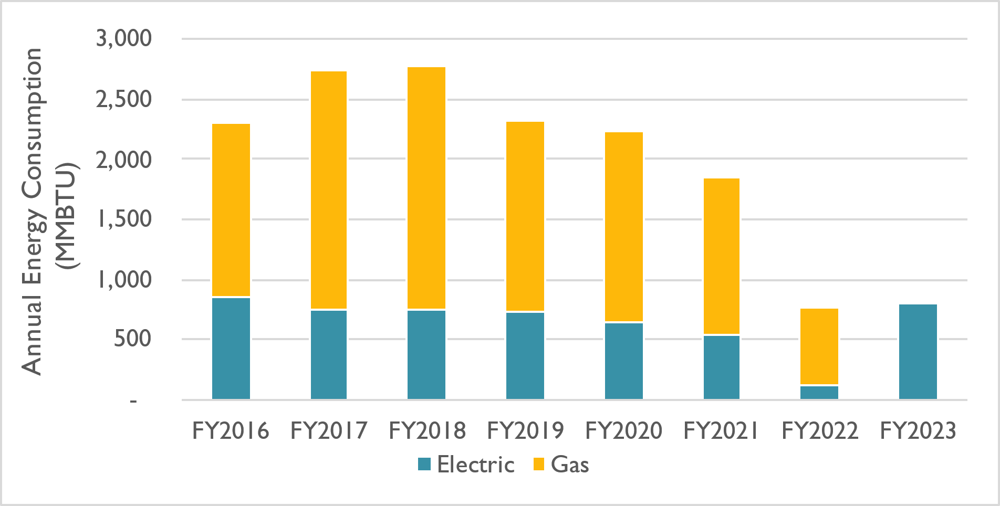 Annual Energy Consumption
(MMBTU)
3,000
2,500
2,000
1,500
1,000
500
-
FY2016 FY2017 FY2018 FY2019 FY2020 FY2021 FY2022 FY2023
Electric Gas